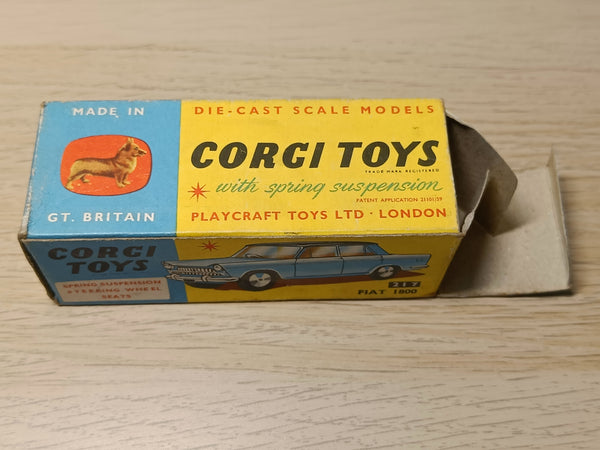 MADE IN
GT. BRITAIN
DIE-CAST SCALE MODELS
CORGI TOYS
TRADE MARK REGISTERED
with spring suspension
PATENT APPLICATION 21101/59
PLAYCRAFT TOYS LTD · LONDON
CORGI
TOYS
SPRING SUSPENSION
STEERING WHEEL
SEATS
217
FIAT 1800